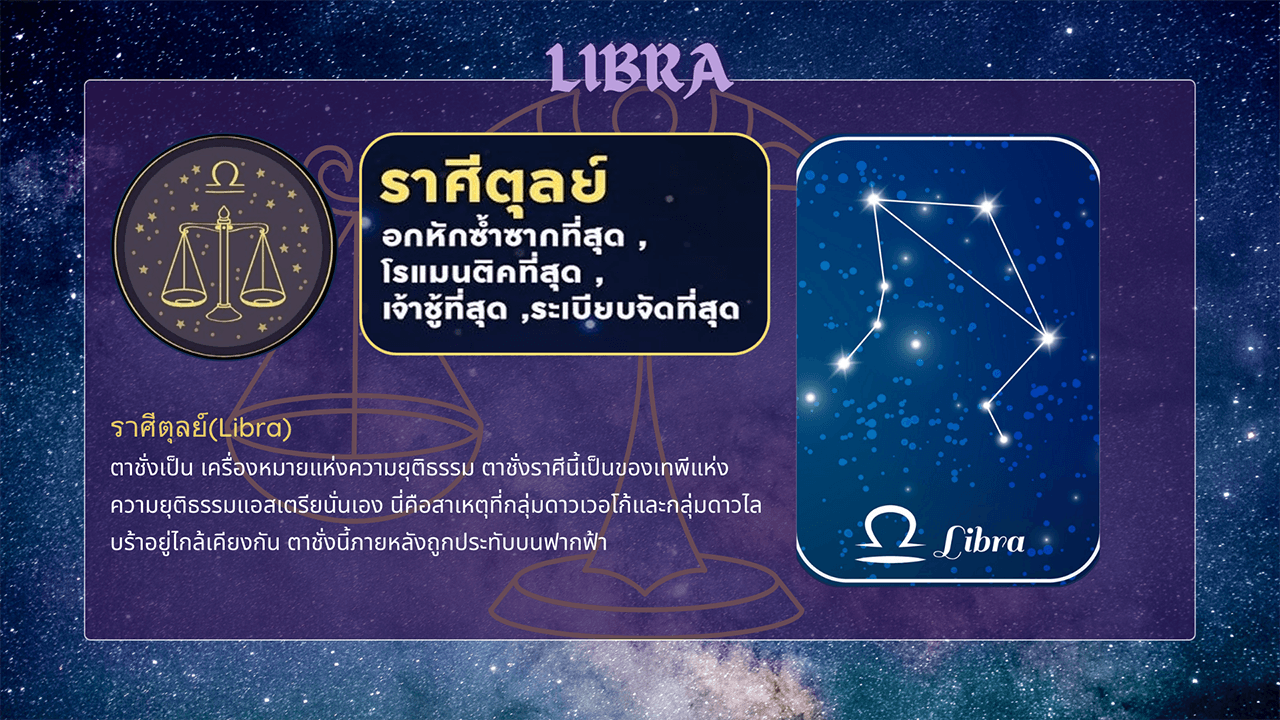 LIBRA
ราศีตุลย์
อกหักซ้ำซากที่สุด ,
โรแมนติคที่สุด ,
เจ้าชู้ที่สุด ,ระเบียบจัดที่สุด
ราศีตุลย์(Libra)
ตาชั่งเป็น เครื่องหมายแห่งความยุติธรรม ตาชั่งราศีนี้เป็นของเทพีแห่ง
ความยุติธรรมแอสเตรียนั่นเอง นี่คือสาเหตุที่กลุ่มดาวเวอโก้และกลุ่มดาวไล
บร้าอยู่ไกล้เคียงกัน ตาชั่งนี้ภายหลังถูกประทับบนฟากฟ้า
Libra